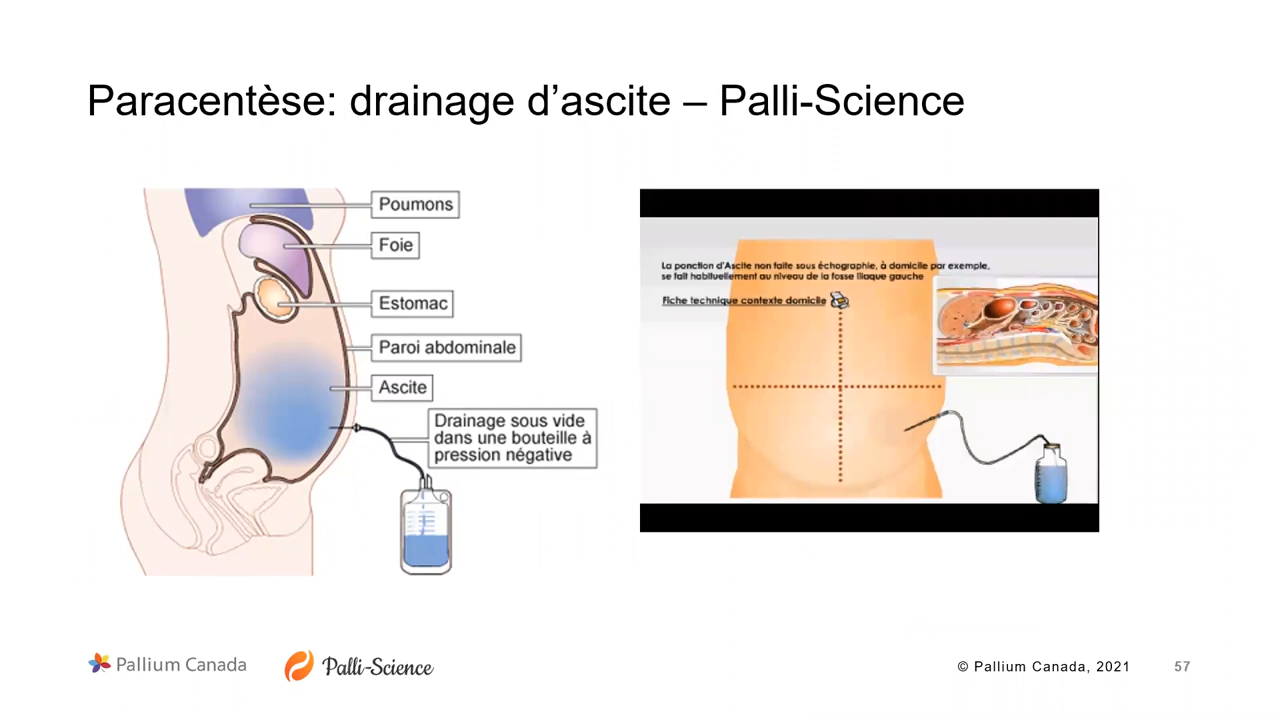 Paracentèse: drainage d’ascite – Palli-Science
Poumons
Foie
Estomac
Paroi abdominale
Ascite
Drainage sous vide
dans une bouteille à
pression négative
La ponction d'Ascite non faite sous échographie, à domicile par exemple,
se fait habituellement au niveau de la fosse iliaque gauche
Fiche technique contexte domicile
Pallium Canada
Palli-Science
© Pallium Canada, 2021
57